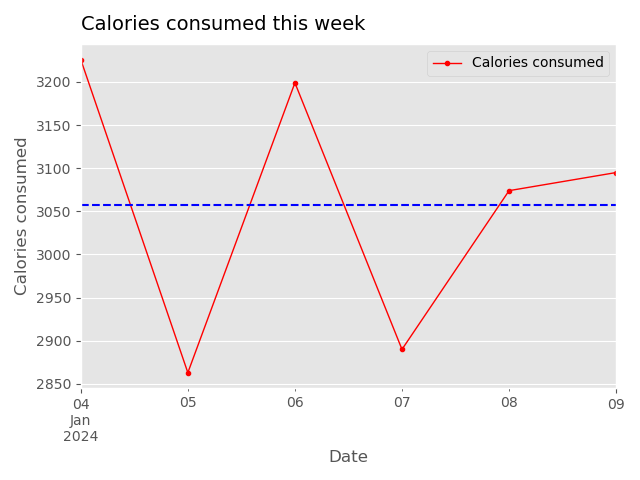 Calories consumed this week
Calories consumed
3200
3150
3100
3050
3000
2950
2900
2850
Calories consumed
04 05 06 07 08 09
Jan
2024
Date